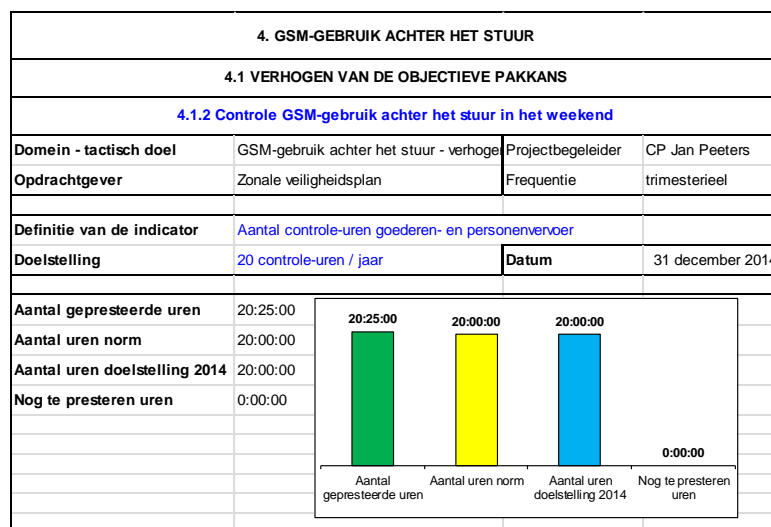 4. GSM-GEBRUIK ACHTER HET STUUR
4.1 VERHOGEN VAN DE OBJECTIEVE PAKKANS
4.1.2 Controle GSM-gebruik achter het stuur in het weekend
Domein - tactisch doel GSM-gebruik achter het stuur - verhoge Projectbegeleider CP Jan Peeters
Opdrachtgever Zonale veiligheidsplan Frequentie trimesterieel
Definitie van de indicator Aantal controle-uren goederen- en personenvervoer
Doelstelling 20 controle-uren / jaar Datum 31 december 2014
Aantal gepresteerde uren 20:25:00
Aantal uren norm 20:00:00
Aantal uren doelstelling 2014 20:00:00
Nog te presteren uren 0:00:00
20:25:00 20:00:00 20:00:00 0:00:00
Aantal gepresteerde uren
Aantal uren norm
Aantal uren doelstelling 2014
Nog te presteren uren